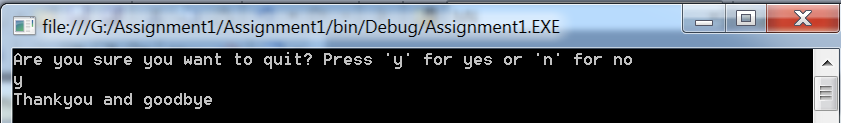 file:///G:/Assignment1/Assignment1/bin/Debug/Assignment1.EXE
Are you sure you want to quit? Press 'y' for yes or 'n' for no
y
Thankyou and goodbye